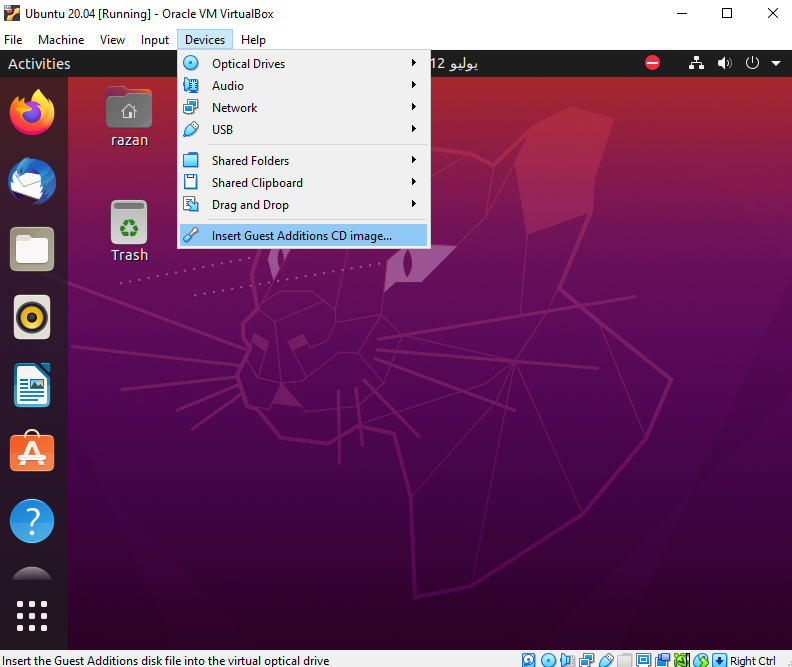 Ubuntu 20.04 [Running] - Oracle VM VirtualBox
File Machine View Input Devices Help
Activities
يوليو 12
Optical Drives
Audio
Network
USB
Shared Folders
Shared Clipboard
Drag and Drop
Insert Guest Additions CD image...
razan
Trash
Insert the Guest Additions disk file into the virtual optical drive
Right Ctrl